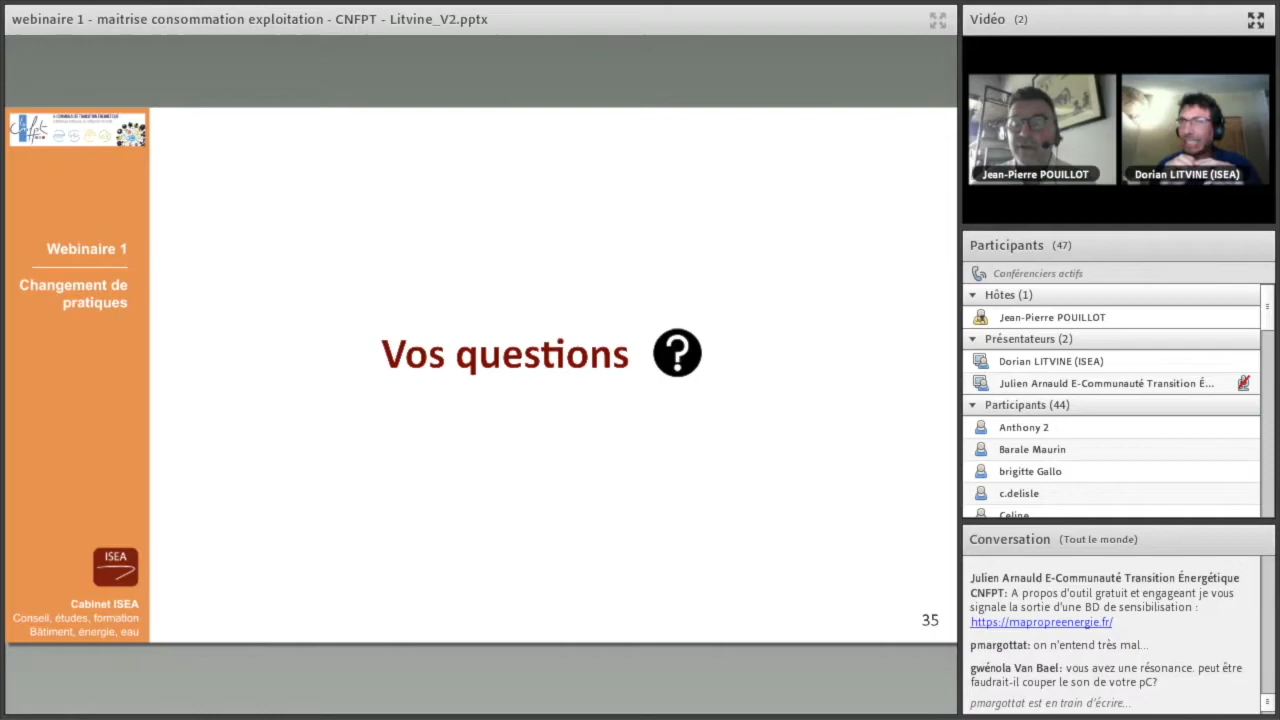 webinaire 1 - maitrise consommation exploitation - CNFPT - Litvine_V2.pptx
Webinaire 1
Changement de
pratiques
Vos questions ?
ISEA
Cabinet ISEA
Conseil, études, formation
Bâtiment, énergie, eau
35
Vidéo (2)
Jean-Pierre POUILLOT
Dorian LITVINE (ISEA)
Participants (47)
Conférenciers actifs
Hôtes (1)
Jean-Pierre POUILLOT
Présentateurs (2)
Dorian LITVINE (ISEA)
Julien Arnauld E-Communauté Transition É...
Participants (44)
Anthony 2
Barale Maurin
brigitte Gallo
c.delisle
Celine
Conversation (Tout le monde)
Julien Arnauld E-Communauté Transition Énergétique
CNFPT: A propos d'outil gratuit et engageant je vous
signale la sortie d'une BD de sensibilisation :
https://mapropreenergie.fr/
pmargottat: on n'entend très mal...
gwénola Van Bael: vous avez une résonance. peut être
faudrait-il couper le son de votre pC?
pmargottat est en train d'écrire...